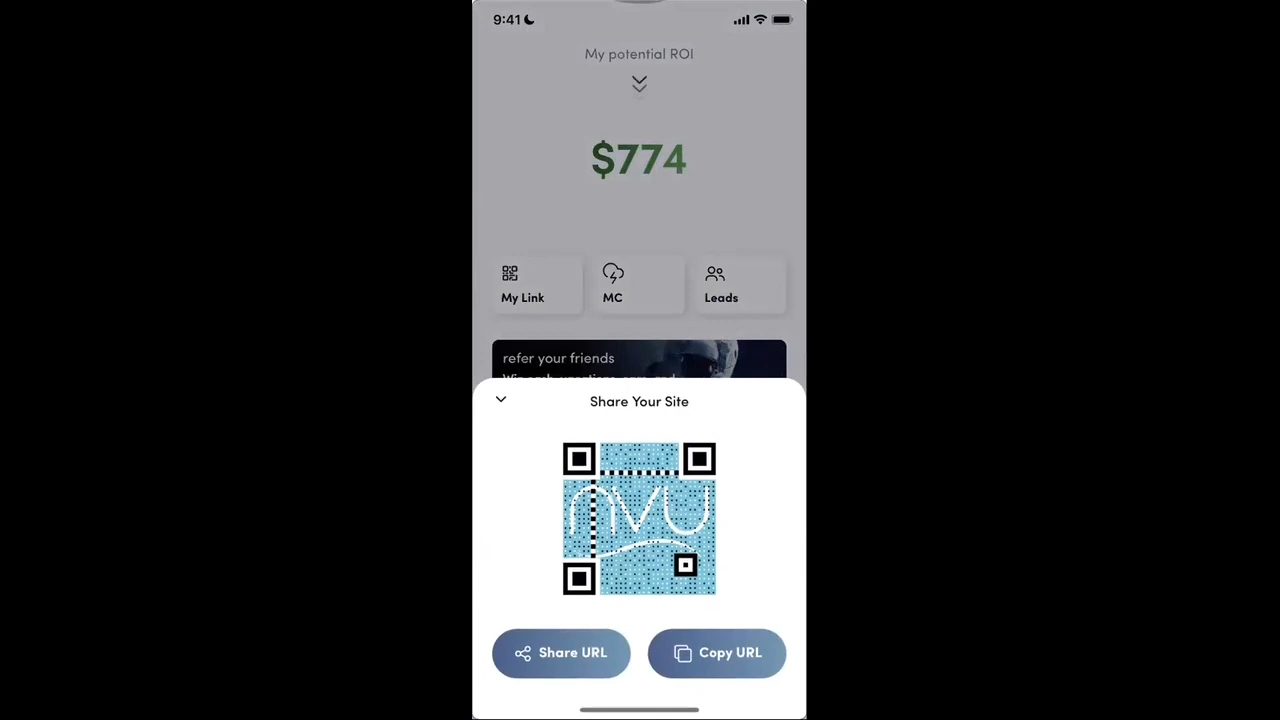 9:41
My potential ROI
$774
My Link
MC
Leads
refer your friends
Share Your Site
nvu
Share URL
Copy URL